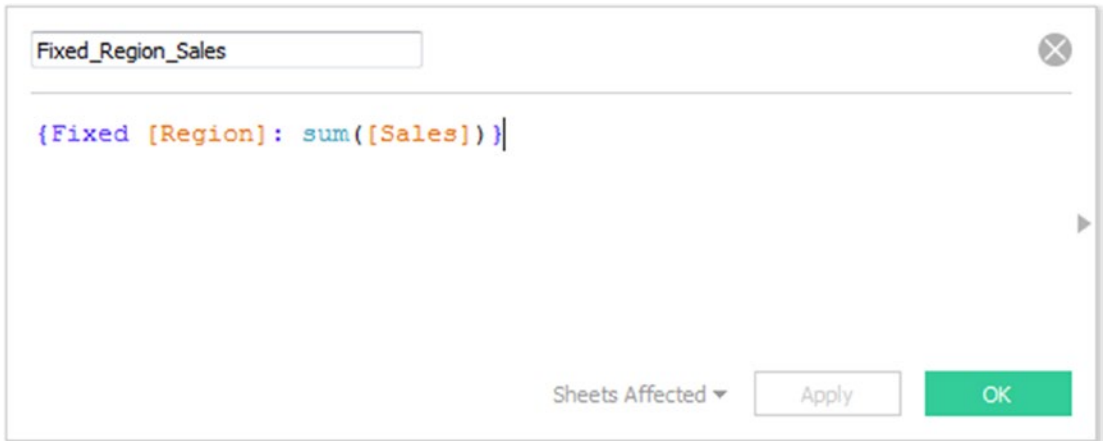 Fixed_Region_Sales
{Fixed [Region]: sum([Sales])}
Sheets Affected
Apply
OK